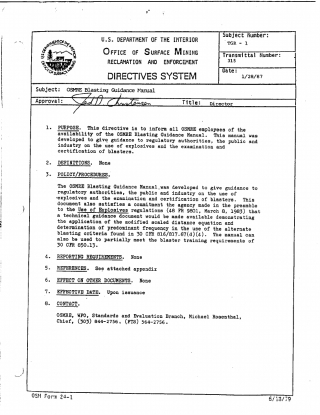 U.S. DEPARTMENT OF THE INTERIOR
OFFICE OF SURFACE MINING
RECLAMATION AND ENFORCEMENT
DIRECTIVES SYSTEM
Subject Number:
TSR - 1
Transmittal Number:
315
Date:
1/28/87
Subject: OSMRE Blasting Guidance Manual
Approval: Title: Director
1. PURPOSE. This directive is to inform all OSMRE employees of the
availability of the OSMRE Blasting Guidance Manual. This manual was
developed to give guidance to regulatory authorities, the public and
industry on the use of explosives and the examination and
certification of blasters.
2. DEFINITIONS. None
3. POLICY/PROCEDURES.
The OSMRE Blasting Guidance Manual was developed to give guidance to
regulatory authorities, the public and industry on the use of
explosives and the examination and certification of blasters. This
document also satisfies a commitment the agency made in the preamble
to the Use of Explosives regulations (48 FR 9801, March 8, 1983) that
a technical guidance document would be made available demonstrating
the application of the modified scaled distance equation and
determination of predominant frequency in the use of the alternate
blasting criteria found in 30 CFR 816/817.67(d)(4). The manual can
also be used to partially meet the blaster training requirements of
30 CFR 850.13.
4. REPORTING REQUIREMENTS. None
5. REFERENCES. See attached appendix
6. EFFECT ON OTHER DOCUMENTS. None
7. EFFECTIVE DATE. Upon issuance
8. CONTACT.
OSMRE, WFO, Standards and Evaluation Branch, Michael Rosenthal,
Chief, (303) 844-2756. (FTS) 564-2756.
OSM Form 24-1